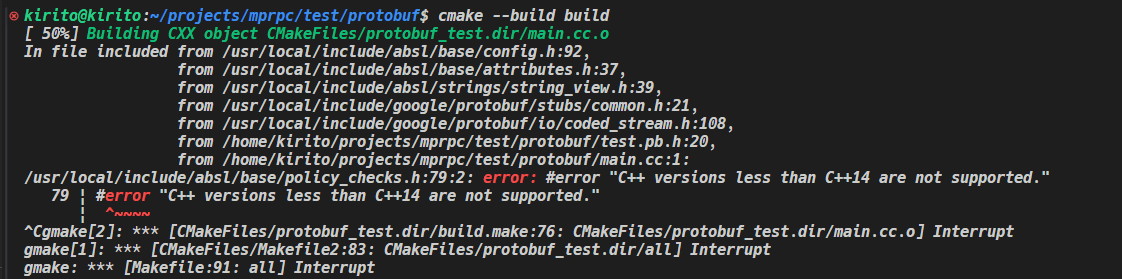 kirito@kirito:~/projects/mprpc/test/protobuf$ cmake --build build
[ 50%] Building CXX object CMakeFiles/protobuf_test.dir/main.cc.o
In file included from /usr/local/include/absl/base/config.h:92,
                 from /usr/local/include/absl/base/attributes.h:37,
                 from /usr/local/include/absl/strings/string_view.h:39,
                 from /usr/local/include/google/protobuf/stubs/common.h:21,
                 from /usr/local/include/google/protobuf/io/coded_stream.h:108,
                 from /home/kirito/projects/mprpc/test/protobuf/test.pb.h:20,
                 from /home/kirito/projects/mprpc/test/protobuf/main.cc:1:
/usr/local/include/absl/base/policy_checks.h:79:2: error: #error "C++ versions less than C++14 are not supported."
   79 | #error "C++ versions less than C++14 are not supported."
      |  ^~~~~
^Cgmake[2]: *** [CMakeFiles/protobuf_test.dir/build.make:76: CMakeFiles/protobuf_test.dir/main.cc.o] Interrupt
gmake[1]: *** [CMakeFiles/Makefile2:83: CMakeFiles/protobuf_test.dir/all] Interrupt
gmake: *** [Makefile:91: all] Interrupt